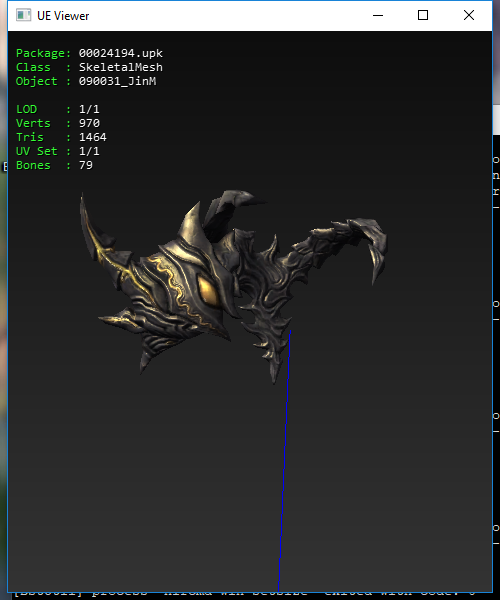 UE Viewer
Package: 00024194.upk
Class : SkeletalMesh
Object : 090031_JinM
LOD : 1/1
Verts : 970
Tris : 1464
UV Set : 1/1
Bones : 79